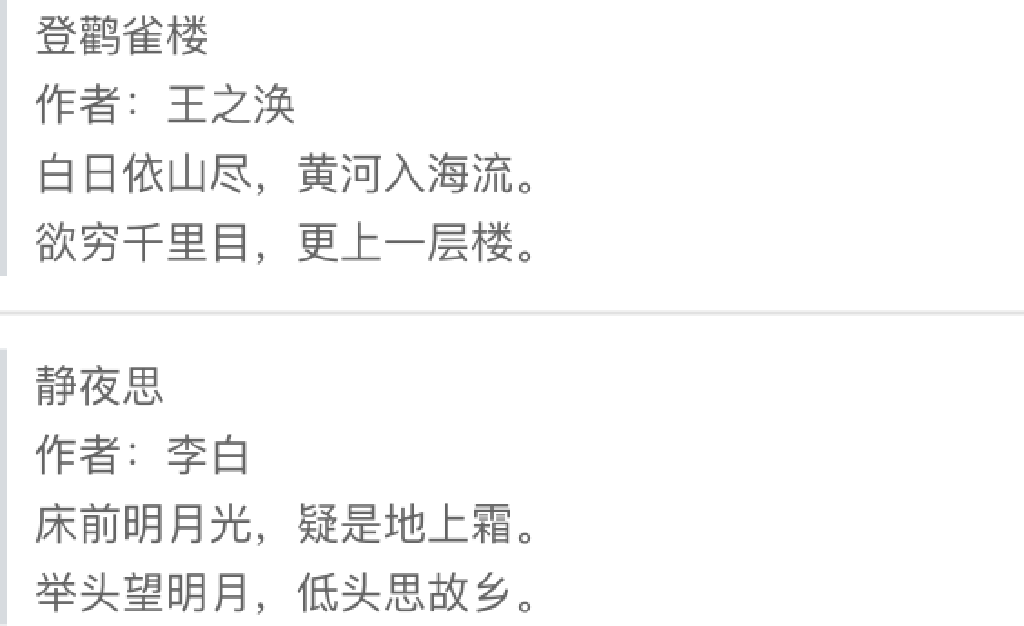 登鹳雀楼
作者：王之涣
白日依山尽，黄河入海流。
欲穷千里目，更上一层楼。
静夜思
作者：李白
床前明月光，疑是地上霜。
举头望明月，低头思故乡。